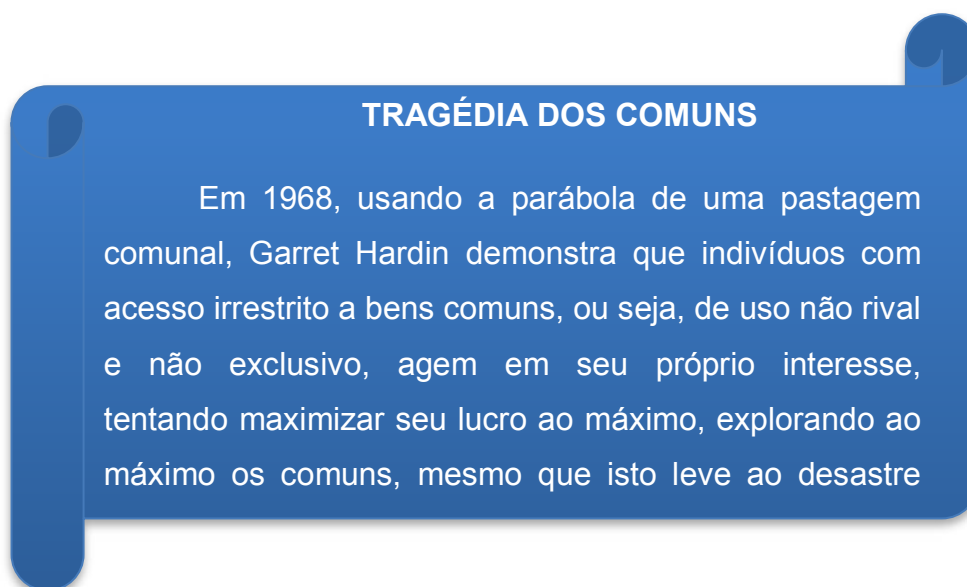 TRAGÉDIA DOS COMUNS
Em 1968, usando a parábola de uma pastagem
comunal, Garret Hardin demonstra que indivíduos com
acesso irrestrito a bens comuns, ou seja, de uso não rival
e não exclusivo, agem em seu próprio interesse,
tentando maximizar seu lucro ao máximo, explorando ao
máximo os comuns, mesmo que isto leve ao desastre